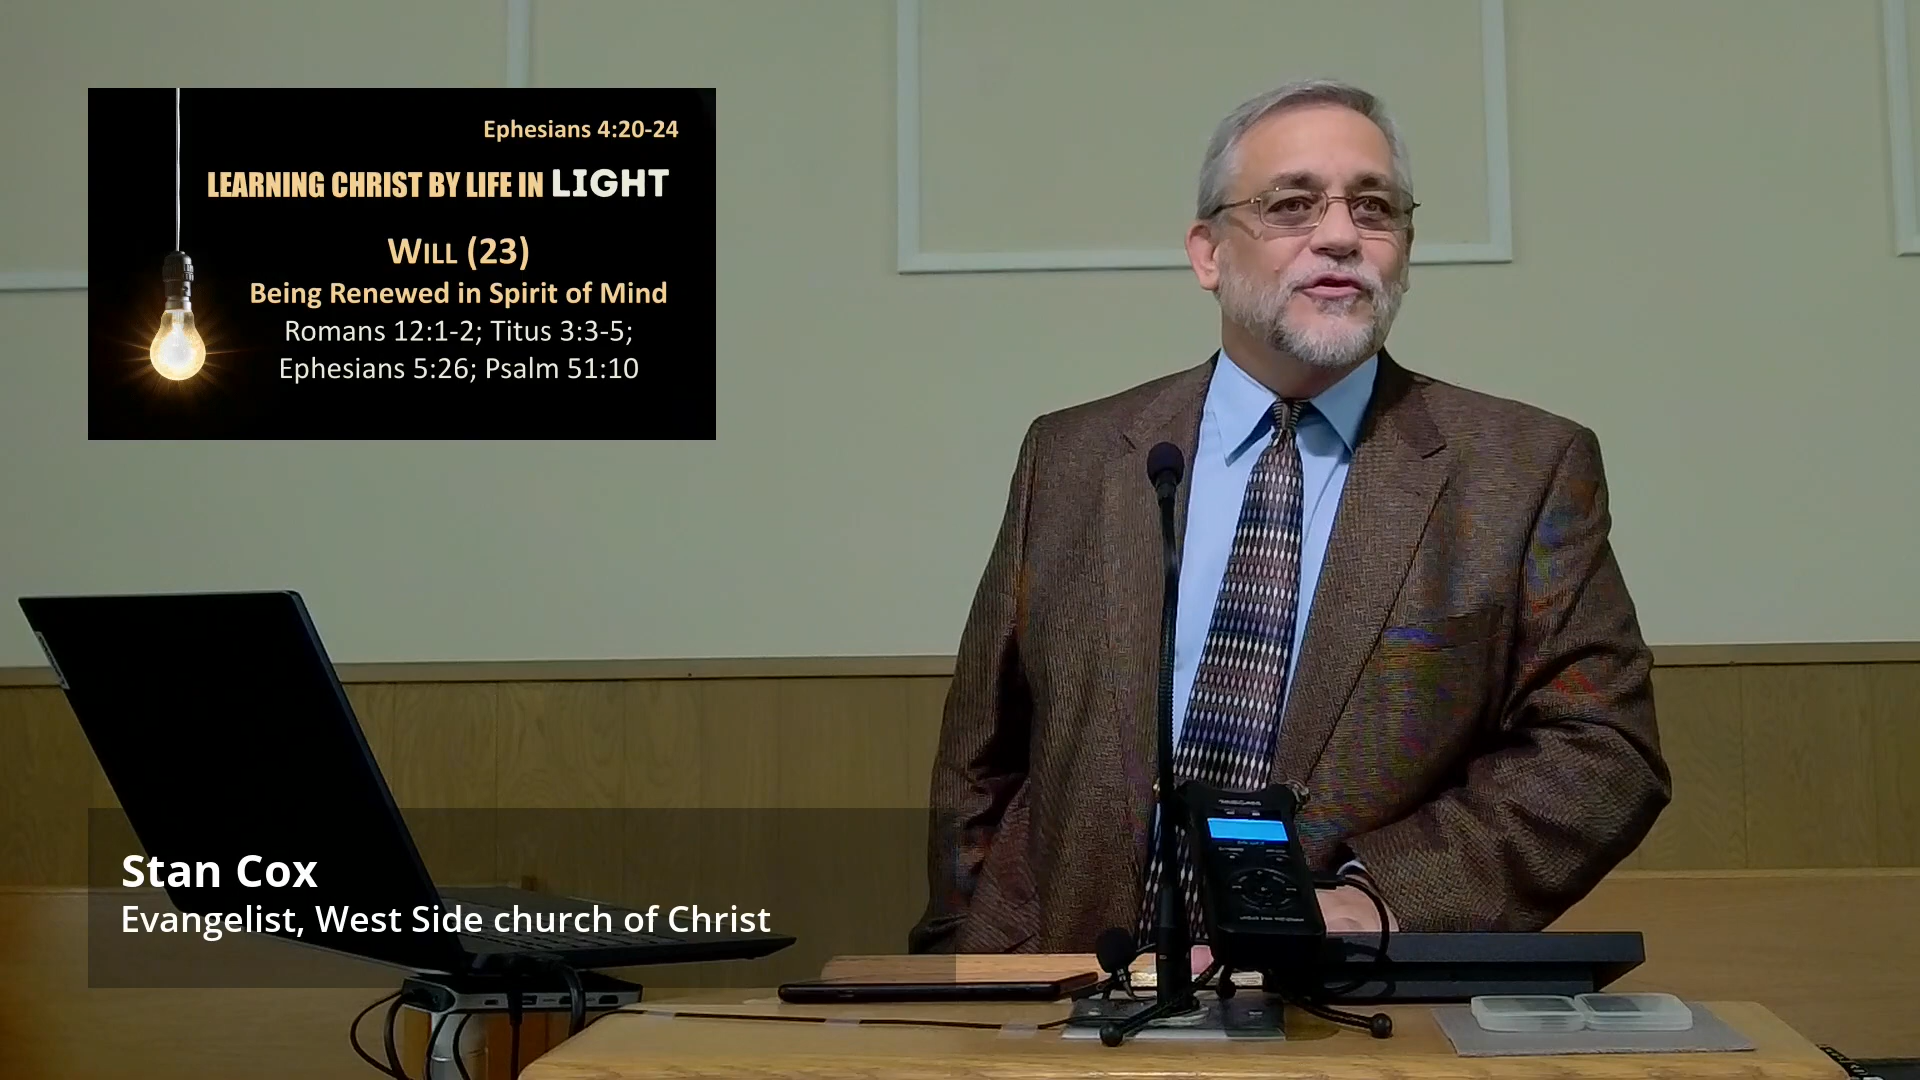 Ephesians 4:20-24
LEARNING CHRIST BY LIFE IN LIGHT
WILL (23)
Being Renewed in Spirit of Mind
Romans 12:1-2; Titus 3:3-5;
Ephesians 5:26; Psalm 51:10
Stan Cox
Evangelist, West Side church of Christ